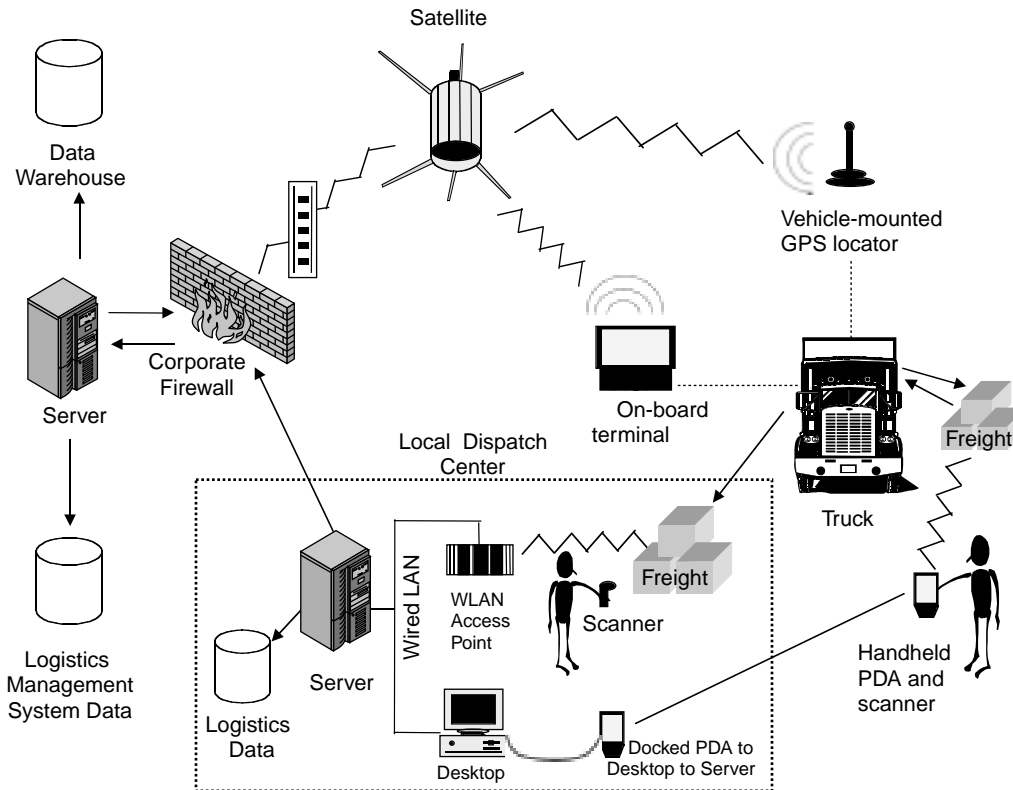 Satellite
Data
Warehouse
Vehicle-mounted
GPS locator
Corporate
Firewall
Server
On-board
terminal
Freight
Local Dispatch
Center
Truck
Wired LAN
WLAN
Access
Point
Freight
Scanner
Logistics
Management
System Data
Server
Logistics
Data
Handheld
PDA and
scanner
Desktop
Docked PDA to
Desktop to Server